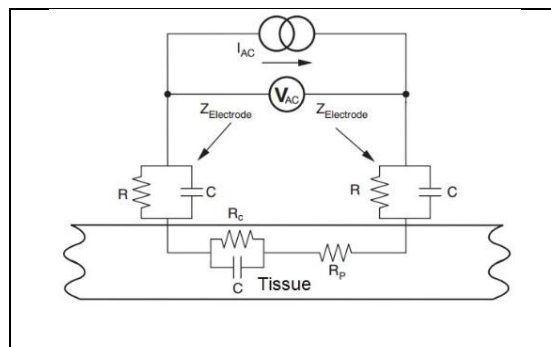 I_AC
V_AC
Z_Electrode Z_Electrode
R C R C
R_c
C R_P
Tissue